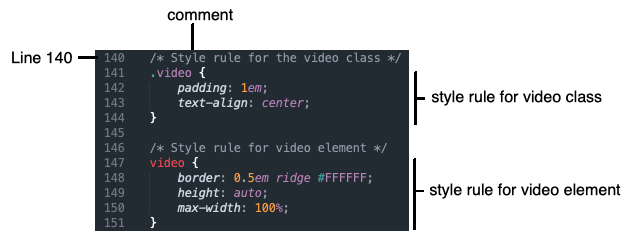 comment
Line 140
140 /* Style rule for the video class */
141 .video {
142 padding: 1em;
143 text-align: center;
144 }
145
146 /* Style rule for video element */
147 video {
148 border: 0.5em ridge #FFFFFF;
149 height: auto;
150 max-width: 100%;
151 }
style rule for video class
style rule for video element